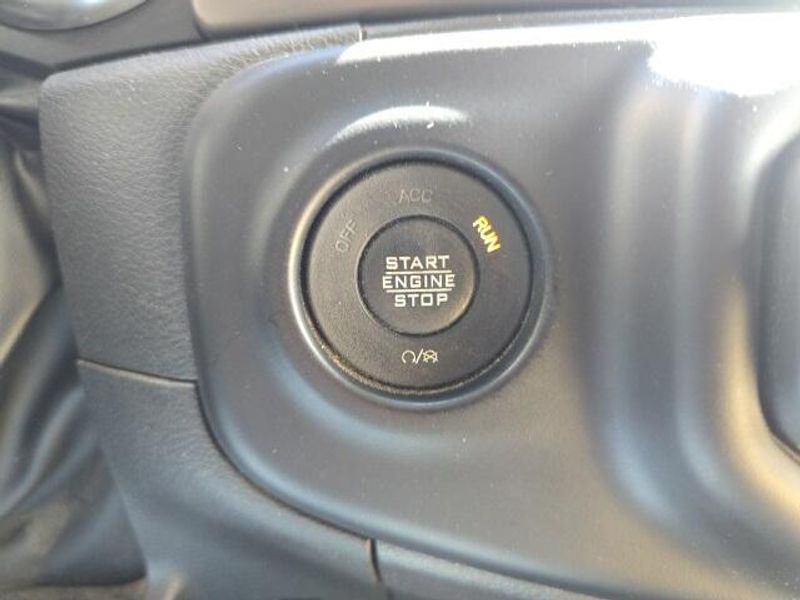 OFF
ACC
RUN
START
ENGINE
STOP